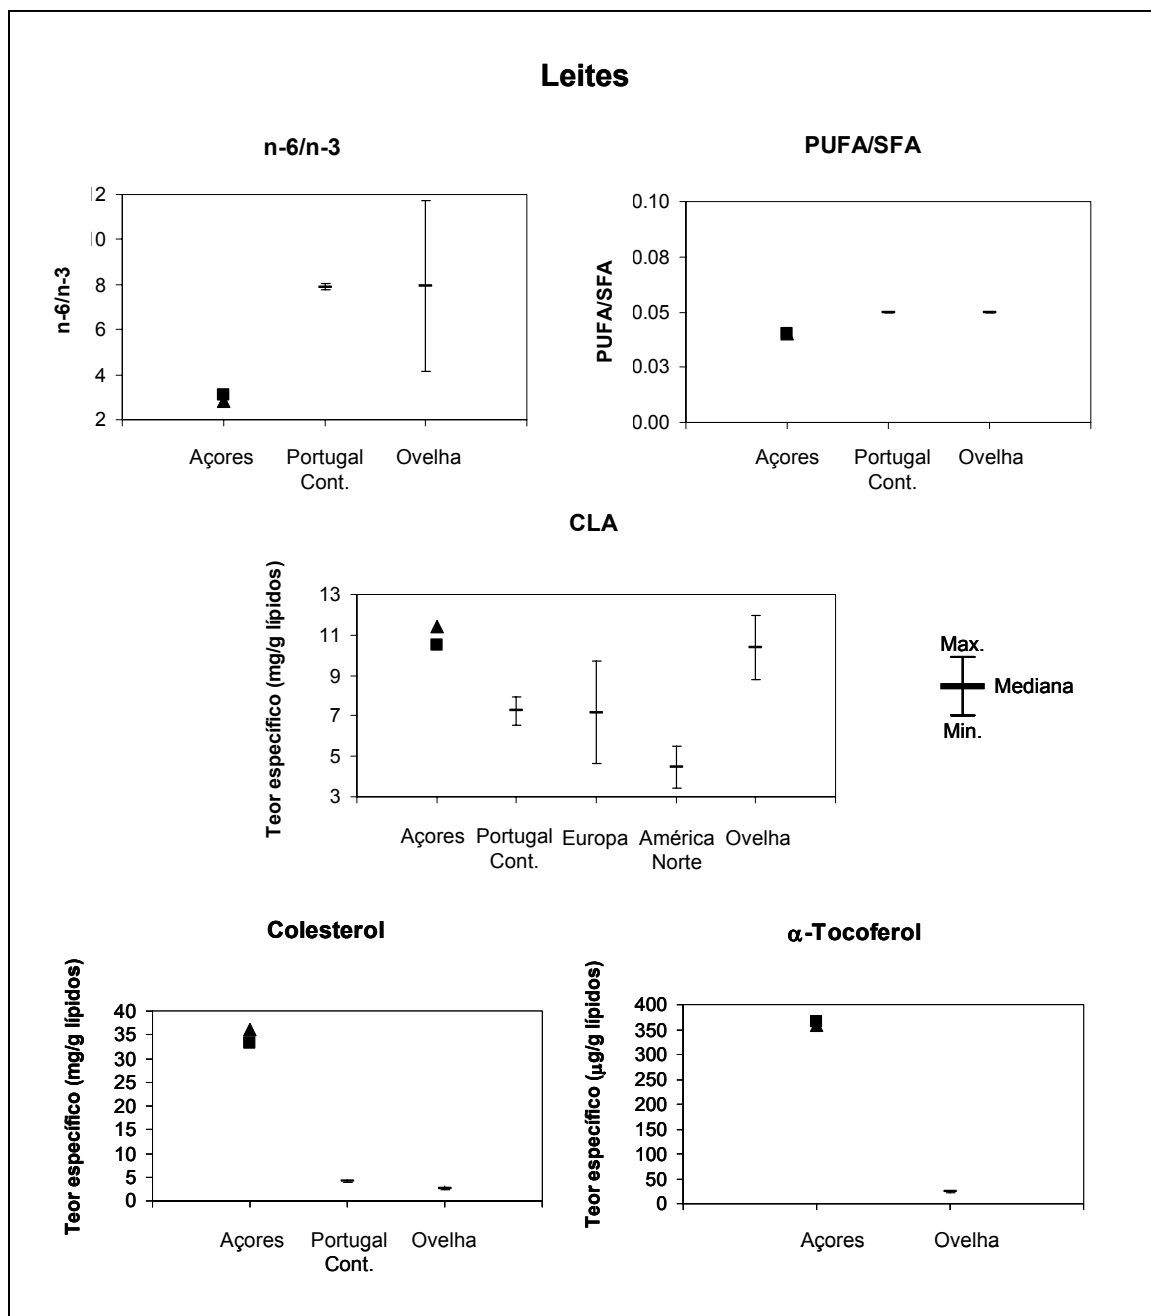 Leites
n-6/n-3
n-6/n-3
12
10
8
6
4
2
Açores
Portugal
Cont.
Ovelha
PUFA/SFA
PUFA/SFA
0.10
0.08
0.05
0.03
0.00
Açores
Portugal
Cont.
Ovelha
CLA
Teor específico (mg/g lípidos)
13
11
9
7
5
3
Açores
Portugal
Cont.
Europa
América
Norte
Ovelha
Max.
Mediana
Min.
Colesterol
Teor específico (mg/g lípidos)
40
35
30
25
20
15
10
5
0
Açores
Portugal
Cont.
Ovelha
α-Tocoferol
Teor específico (μg/g lípidos)
400
350
300
250
200
150
100
50
0
Açores
Ovelha